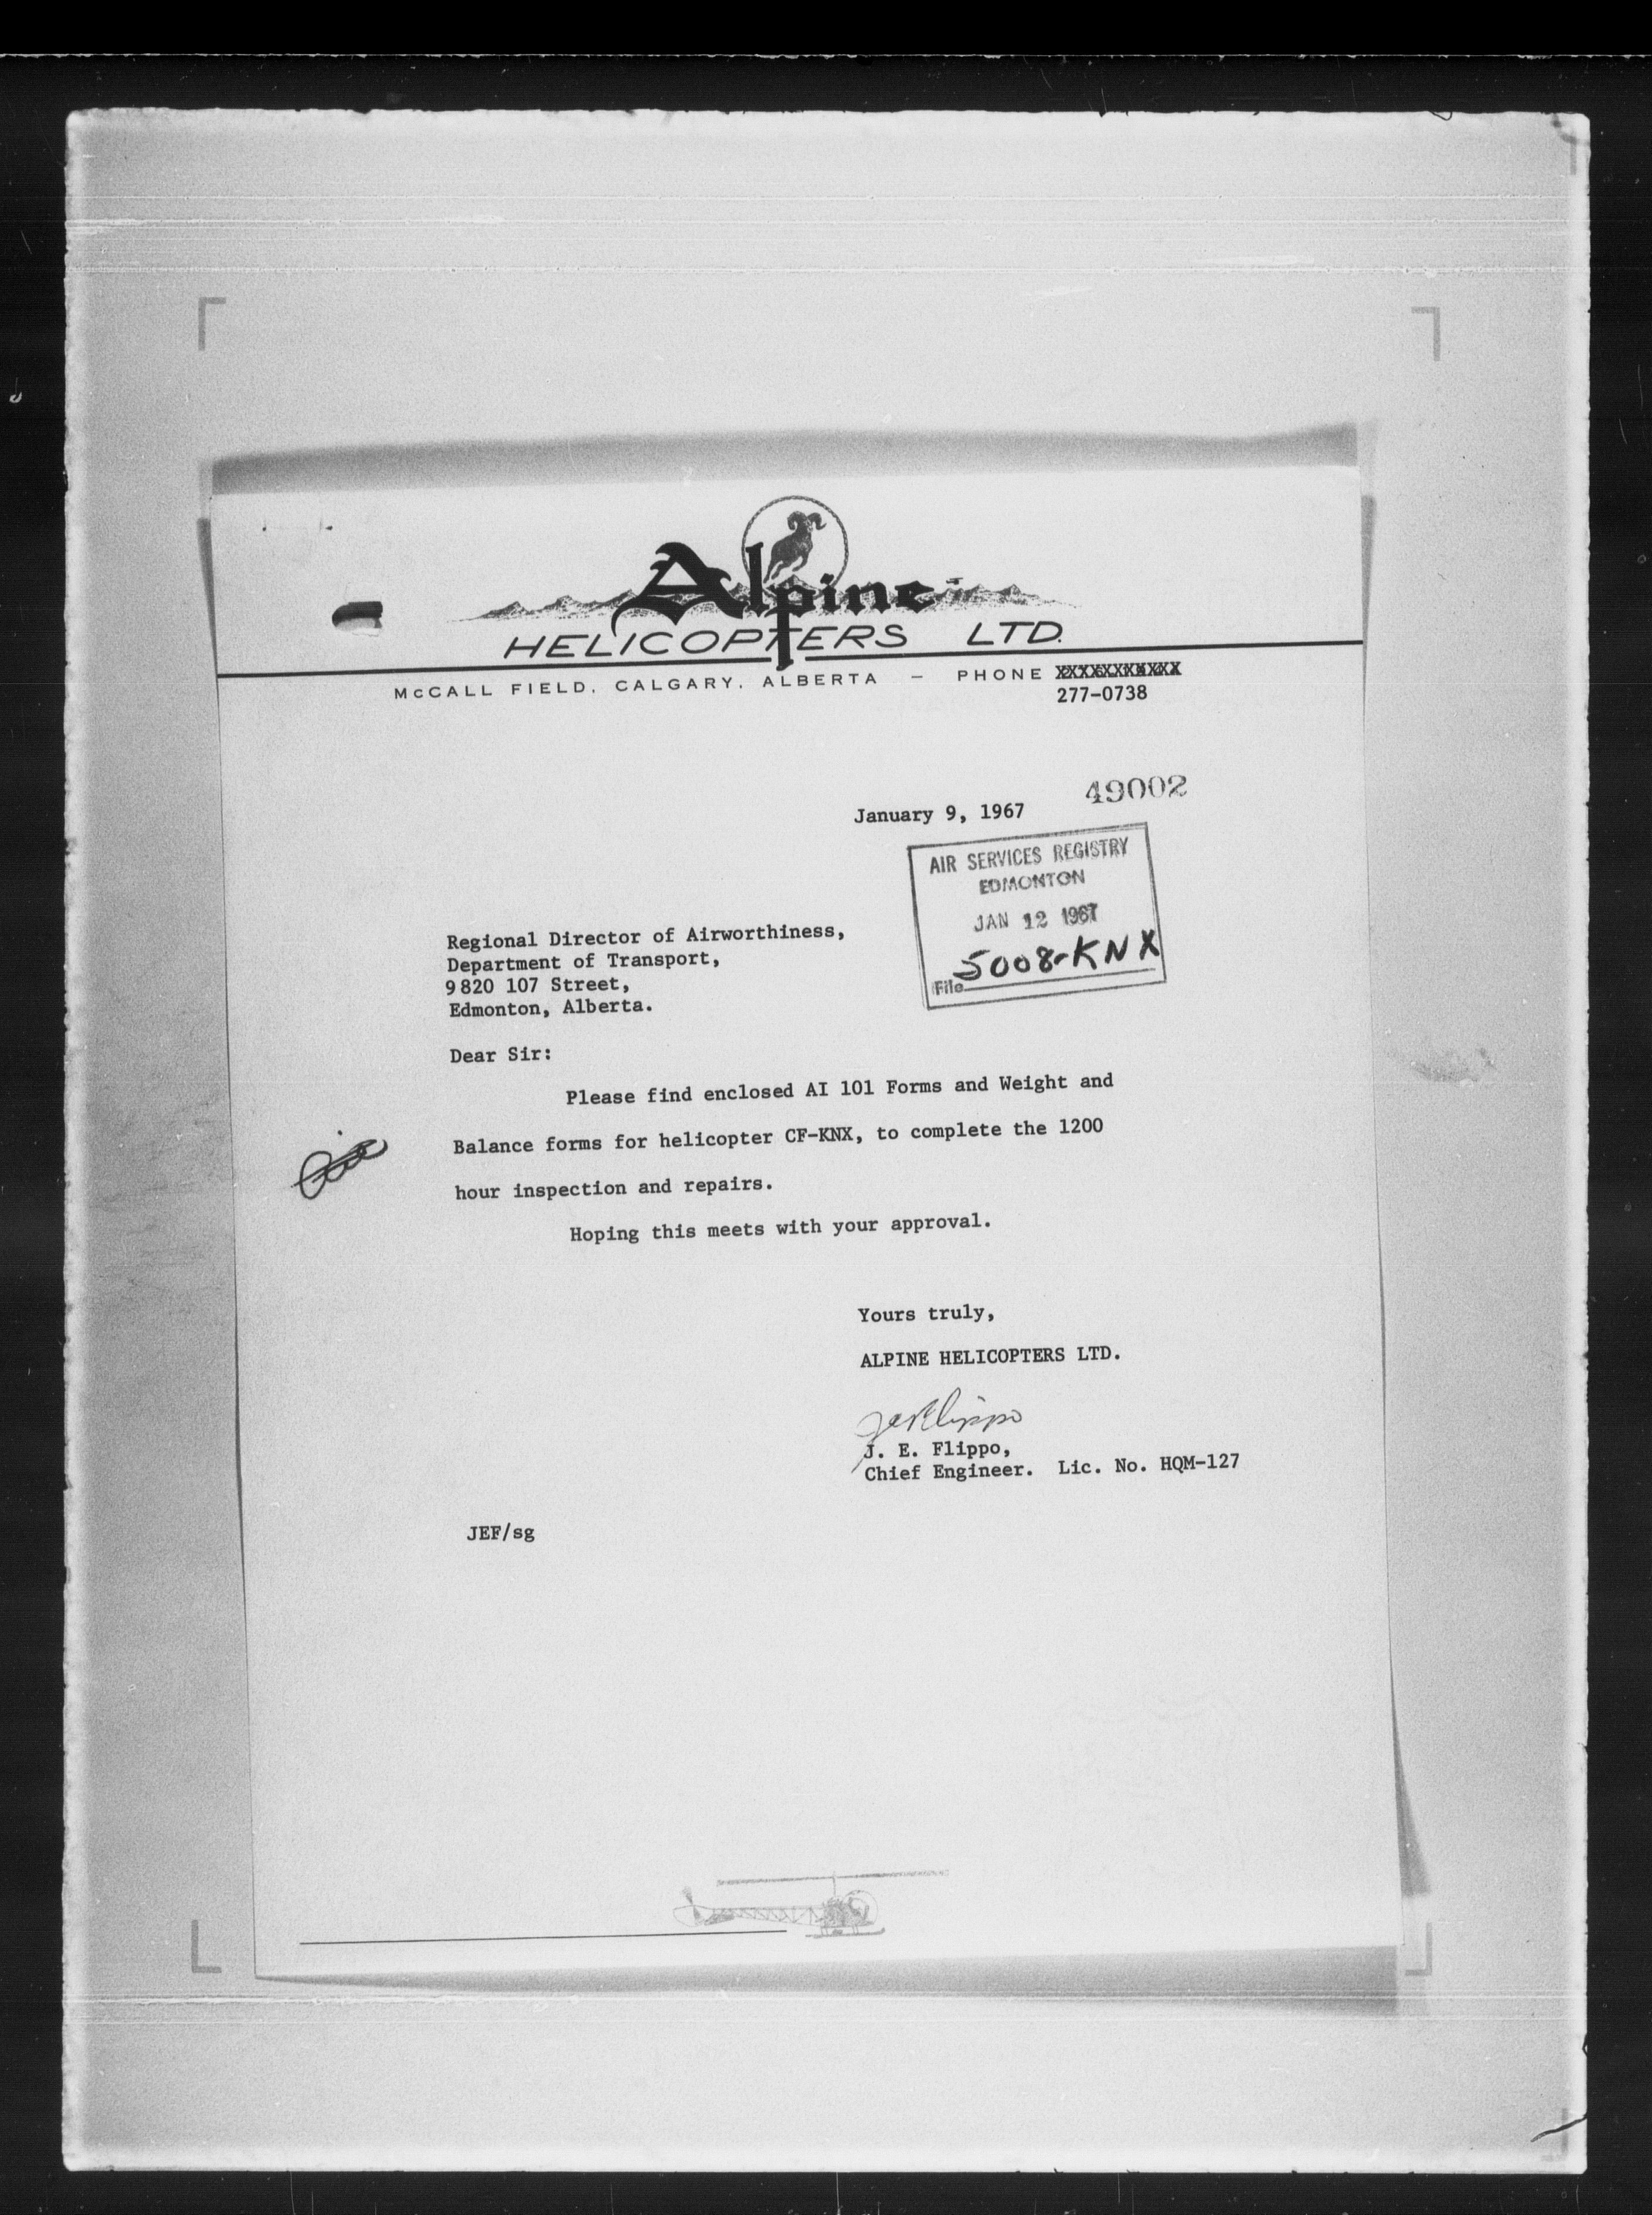 Alpine
HELICOPTERS LTD.
McCALL FIELD, CALGARY, ALBERTA — PHONE
277-0738
49002
January 9, 1967
AIR SERVICES REGISTRY
EDMONTON
JAN 12 1967
5008-KNX
File
Regional Director of Airworthiness,
Department of Transport,
9820 107 Street,
Edmonton, Alberta.
Dear Sir:
Please find enclosed AI 101 Forms and Weight and
Balance forms for helicopter CF-KNX, to complete the 1200
hour inspection and repairs.
Hoping this meets with your approval.
Yours truly,
ALPINE HELICOPTERS LTD.
JEFlippo
J. E. Flippo,
Chief Engineer. Lic. No. HQM-127
JEF/sg